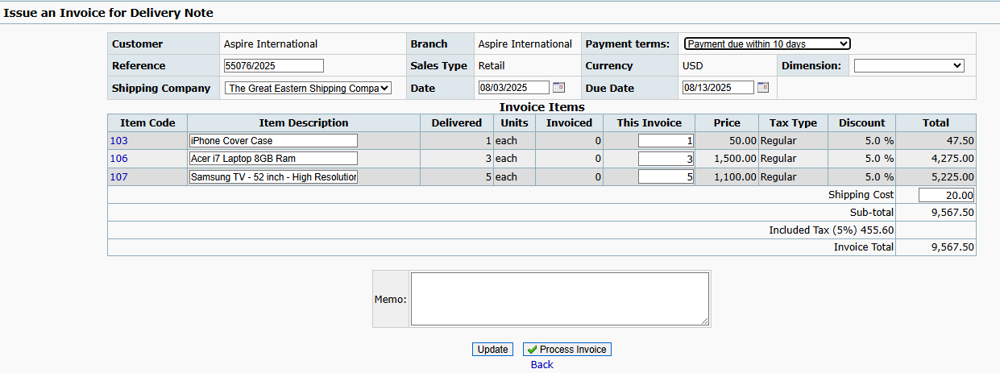 Issue an Invoice for Delivery Note
Customer Aspire International Branch Aspire International Payment terms: Payment due within 10 days
Reference 55076/2025 Sales Type Retail Currency USD Dimension:
Shipping Company The Great Eastern Shipping Compa Date 08/03/2025 Due Date 08/13/2025
Invoice Items
Item Code Item Description Delivered Units Invoiced This Invoice Price Tax Type Discount Total
103 iPhone Cover Case 1 each 0 1 50.00 Regular 5.0 % 47.50
106 Acer i7 Laptop 8GB Ram 3 each 0 3 1,500.00 Regular 5.0 % 4,275.00
107 Samsung TV - 52 inch - High Resolution 5 each 0 5 1,100.00 Regular 5.0 % 5,225.00
Shipping Cost 20.00
Sub-total 9,567.50
Included Tax (5%) 455.60
Invoice Total 9,567.50
Memo:
Update Process Invoice
Back